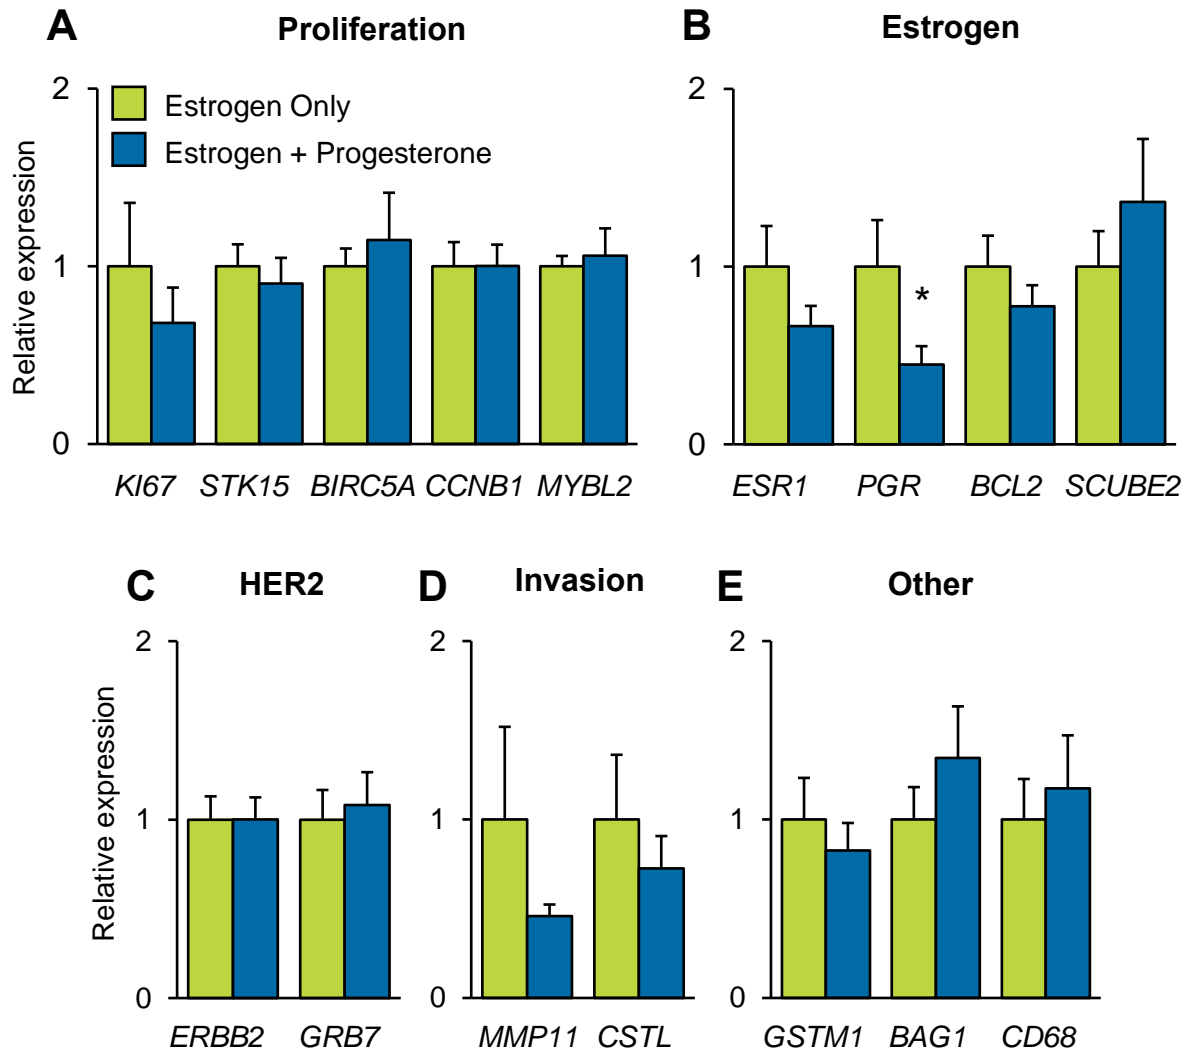 A Proliferation
2
1
0
Relative expression
Estrogen Only
Estrogen + Progesterone
KI67 STK15 BIRC5A CCNB1 MYBL2
B Estrogen
2
1
0
ESR1 PGR BCL2 SCUBE2
*
C HER2
2
1
0
Relative expression
ERBB2 GRB7
D Invasion
2
1
0
MMP11 CSTL
E Other
2
1
0
GSTM1 BAG1 CD68